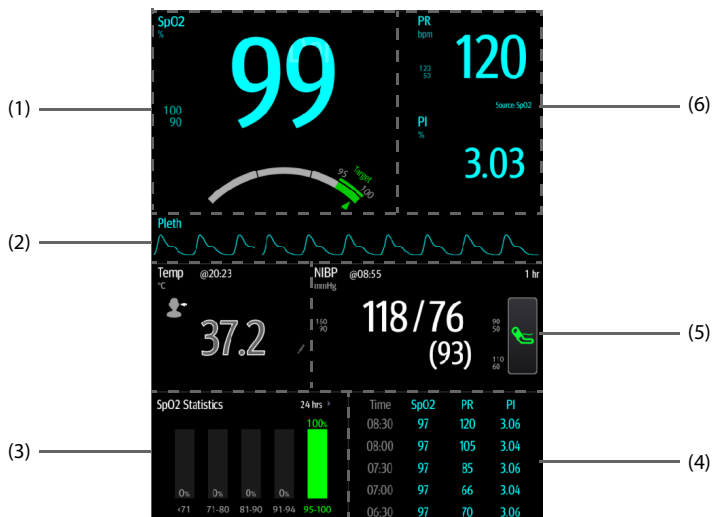 SpO2
%
99
100
90
95
Target
100
PR
bpm
120
50
120
Source: SpO2
PI
%
3.03
(1)
(6)
Pleth
(2)
Temp @20:23
°C
37.2
NIBP @08:55 1 hr
mmHg
160
90
118/76
(93)
90
50
110
60
(5)
SpO2 Statistics 24 hrs
100%
0% 0% 0% 0%
<71 71-80 81-90 91-94 95-100
(3)
Time SpO2 PR PI
08:30 97 120 3.06
08:00 97 105 3.04
07:30 97 85 3.06
07:00 97 66 3.04
06:30 97 70 3.06
(4)